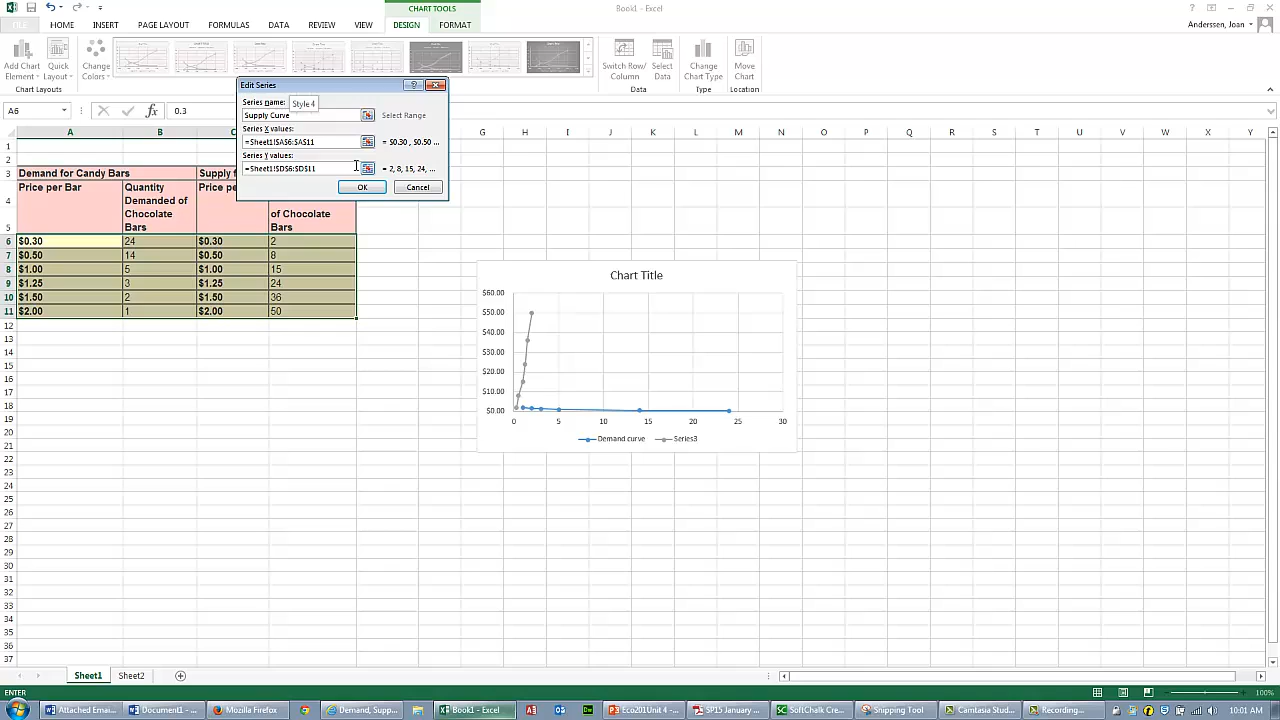 CHART TOOLS
Book1 - Excel
FILE HOME INSERT PAGE LAYOUT FORMULAS DATA REVIEW VIEW DESIGN FORMAT
Anderssen, Joan
Add Chart Element
Quick Layout
Change Colors
Switch Row/ Column
Select Data
Change Chart Type
Move Chart
Chart Layouts
Data
Type
Location
A6
0.3
Edit Series
Series name:
Style 4
Supply Curve
Select Range
Series X values:
=Sheet1!$A$6:$A$11
= $0.30 , $0.50 ...
Series Y values:
=Sheet1!$D$6:$D$11
= 2, 8, 15, 24, ...
OK
Cancel
A B C G H I J K L M N O P Q R S T U V W X Y
1
2
3 Demand for Candy Bars Supply f
4 Price per Bar Quantity Demanded of Chocolate Price pe of Chocolate
5 Bars Bars
6 $0.30 24 $0.30 2
7 $0.50 14 $0.50 8
8 $1.00 5 $1.00 15
9 $1.25 3 $1.25 24
10 $1.50 2 $1.50 36
11 $2.00 1 $2.00 50
12
13
14
15
16
17
18
19
20
21
22
23
24
25
26
27
28
29
30
31
32
33
34
35
36
37
Chart Title
$60.00
$50.00
$40.00
$30.00
$20.00
$10.00
$0.00
0 5 10 15 20 25 30
Demand curve Series3
Sheet1 Sheet2
ENTER
100%
Attached Emai...
Document1 - ...
Mozilla Firefox
Demand, Supp...
Book1 - Excel
Eco201Unit 4 -...
SP15 January ...
SoftChalk Cre...
Snipping Tool
Camtasia Stud...
Recording...
10:01 AM